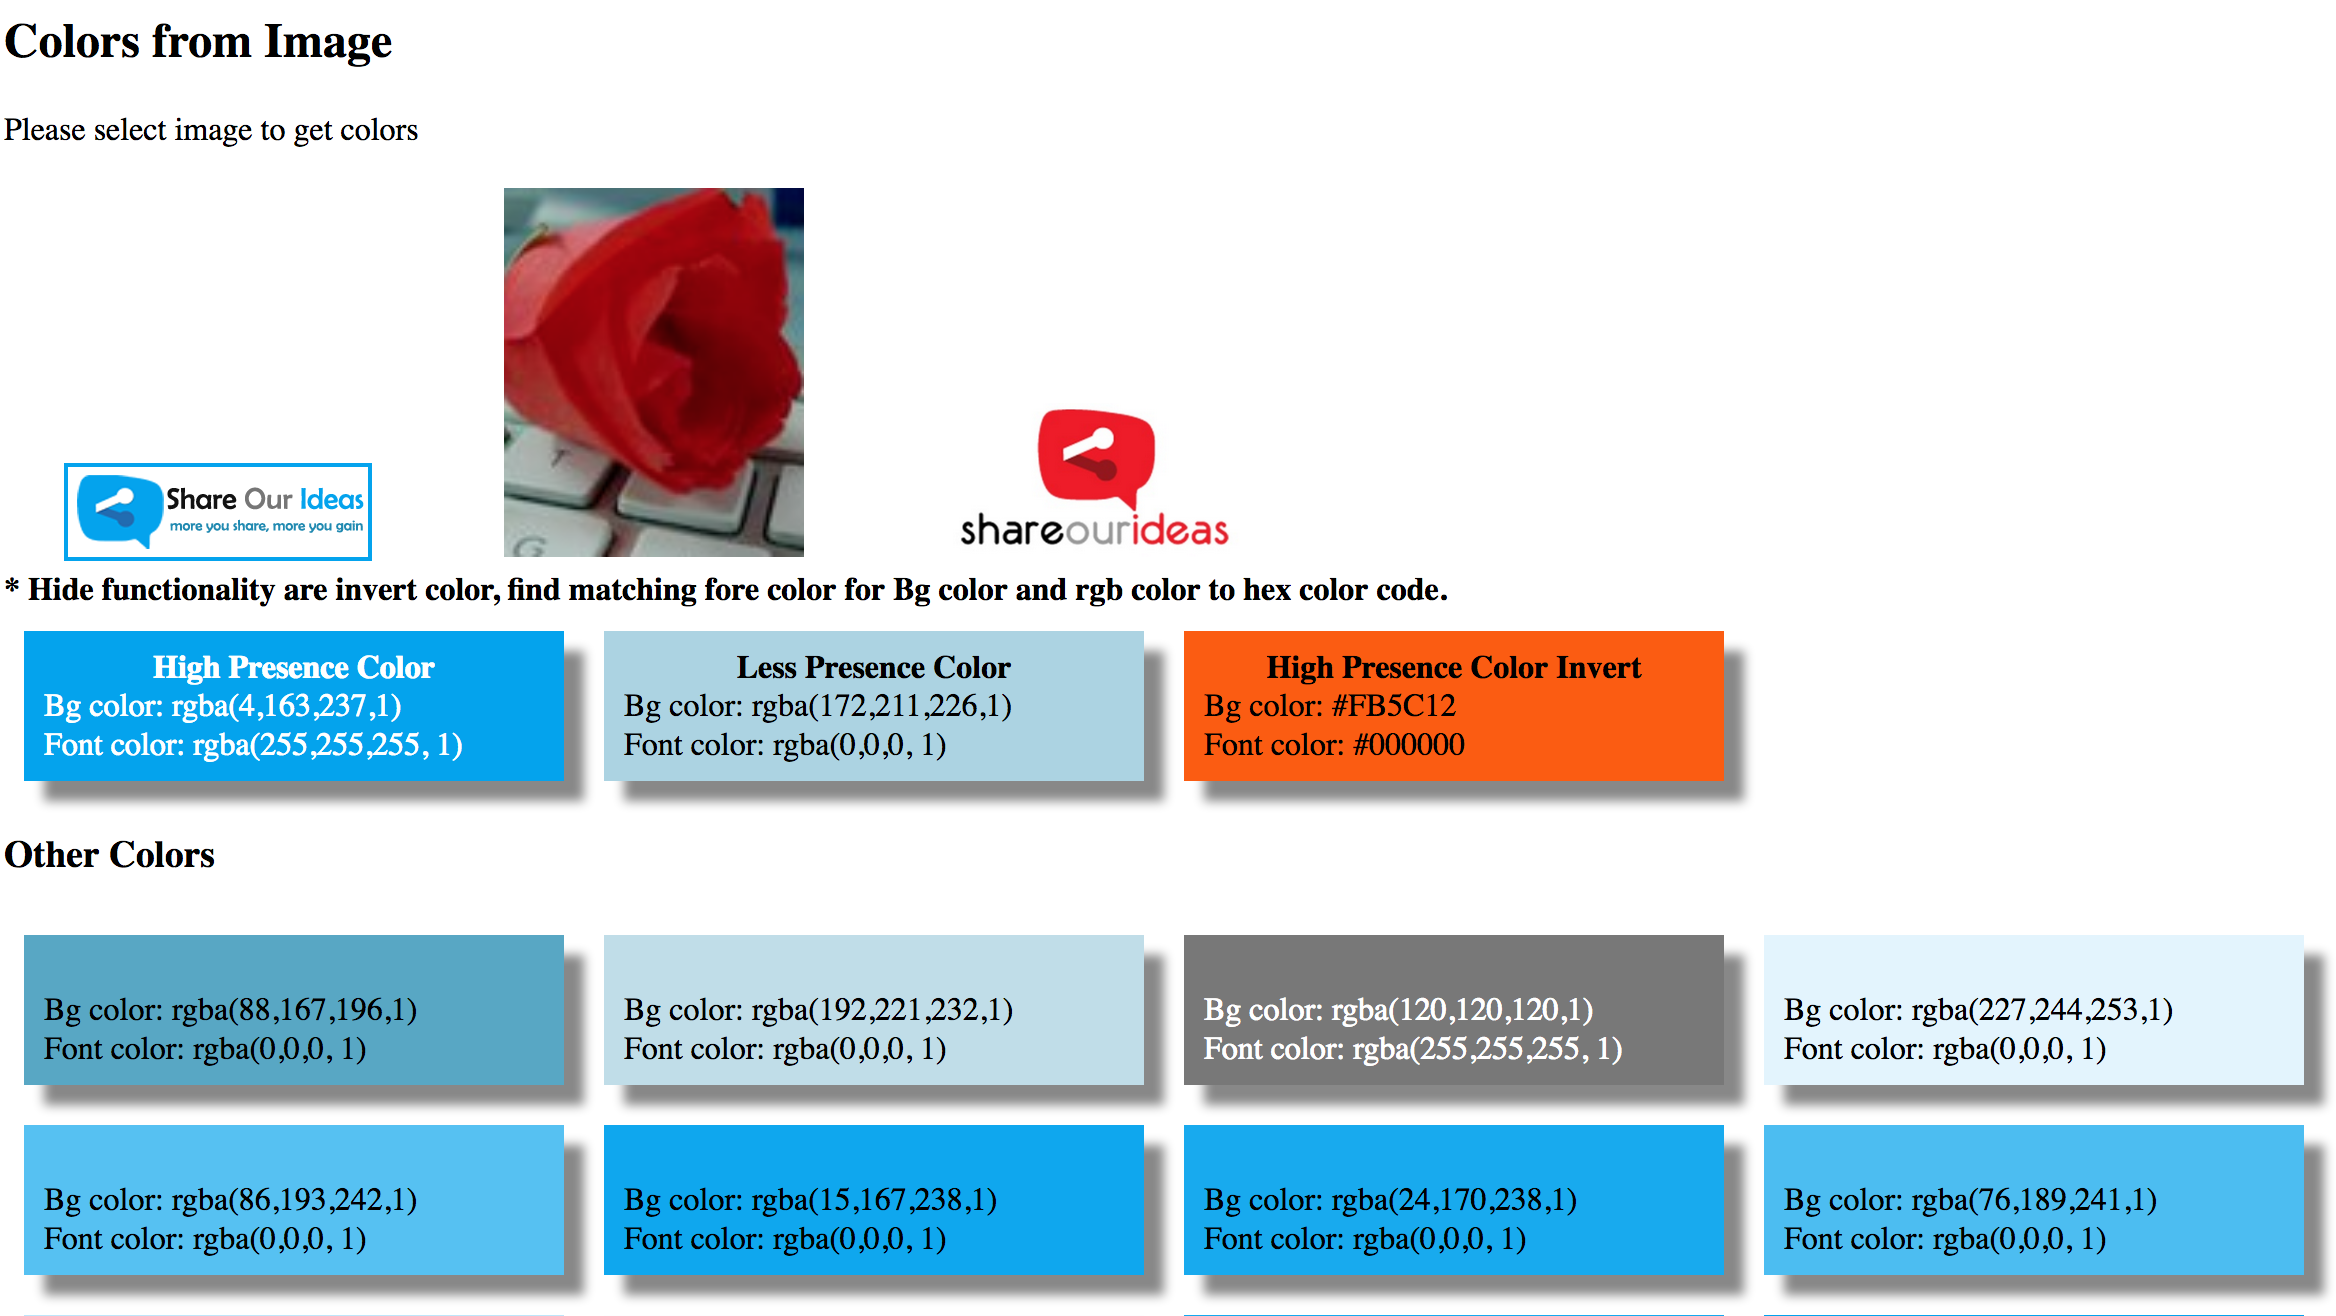 Colors from Image
Please select image to get colors
Share Our Ideas
more you share, more you gain
T
G
shareourideas
* Hide functionality are invert color, find matching fore color for Bg color and rgb color to hex color code.
High Presence Color
Bg color: rgba(4,163,237,1)
Font color: rgba(255,255,255, 1)
Less Presence Color
Bg color: rgba(172,211,226,1)
Font color: rgba(0,0,0, 1)
High Presence Color Invert
Bg color: #FB5C12
Font color: #000000
Other Colors
Bg color: rgba(88,167,196,1)
Font color: rgba(0,0,0, 1)
Bg color: rgba(192,221,232,1)
Font color: rgba(0,0,0, 1)
Bg color: rgba(120,120,120,1)
Font color: rgba(255,255,255, 1)
Bg color: rgba(227,244,253,1)
Font color: rgba(0,0,0, 1)
Bg color: rgba(86,193,242,1)
Font color: rgba(0,0,0, 1)
Bg color: rgba(15,167,238,1)
Font color: rgba(0,0,0, 1)
Bg color: rgba(24,170,238,1)
Font color: rgba(0,0,0, 1)
Bg color: rgba(76,189,241,1)
Font color: rgba(0,0,0, 1)